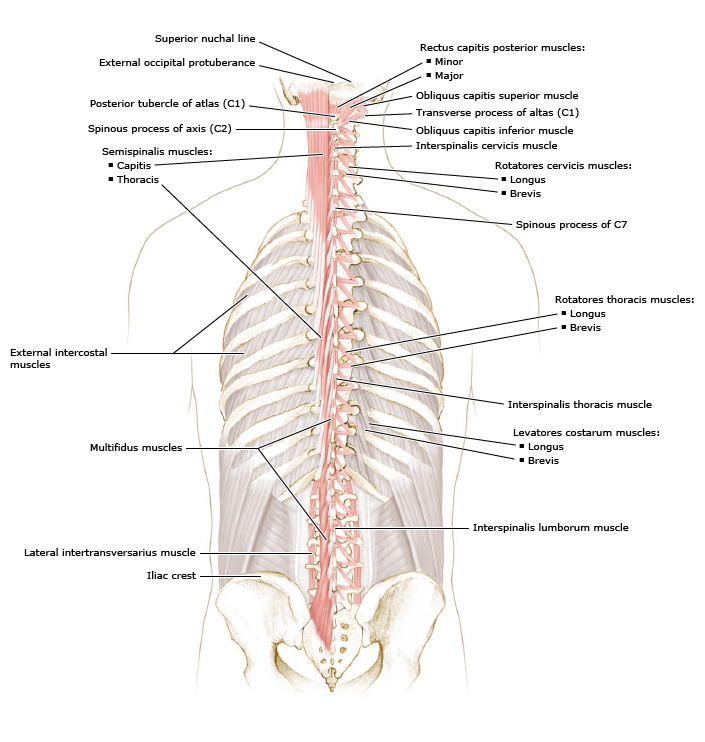 Superior nuchal line
External occipital protuberance
Posterior tubercle of atlas (C1)
Spinous process of axis (C2)
Semispinalis muscles:
▪ Capitis
▪ Thoracis
External intercostal
muscles
Multifidus muscles
Lateral intertransversarius muscle
Iliac crest
Rectus capitis posterior muscles:
▪ Minor
▪ Major
Obliquus capitis superior muscle
Transverse process of altas (C1)
Obliquus capitis inferior muscle
Interspinalis cervicis muscle
Rotatores cervicis muscles:
▪ Longus
▪ Brevis
Spinous process of C7
Rotatores thoracis muscles:
▪ Longus
▪ Brevis
Interspinalis thoracis muscle
Levatores costarum muscles:
▪ Longus
▪ Brevis
Interspinalis lumborum muscle